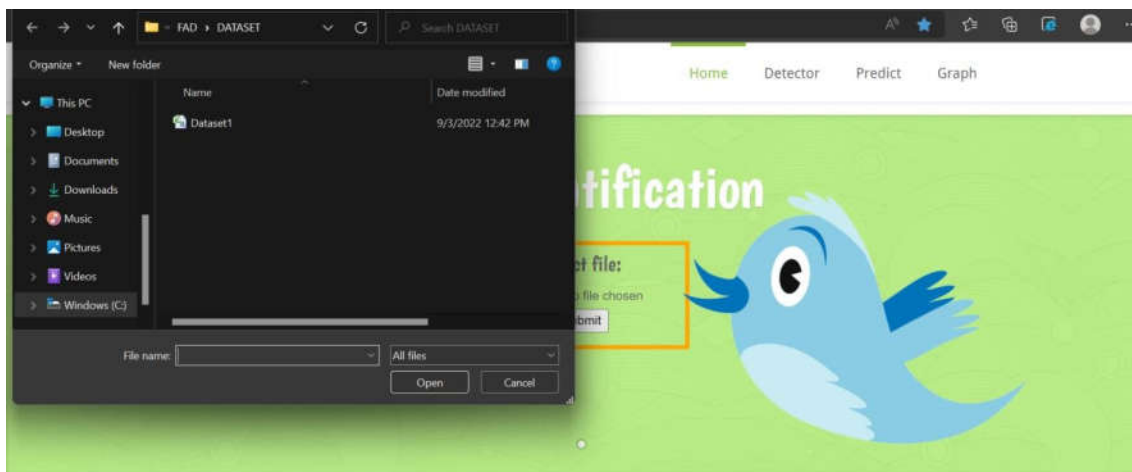 FAD › DATASET
Search DATASET
Organize
New folder
Name
Date modified
This PC
Dataset1
9/3/2022 12:42 PM
Desktop
Documents
Downloads
Music
Pictures
Videos
Windows (C:)
File name:
All files
Open
Cancel
Home
Detector
Predict
Graph
tification
ct file:
file chosen
bmit